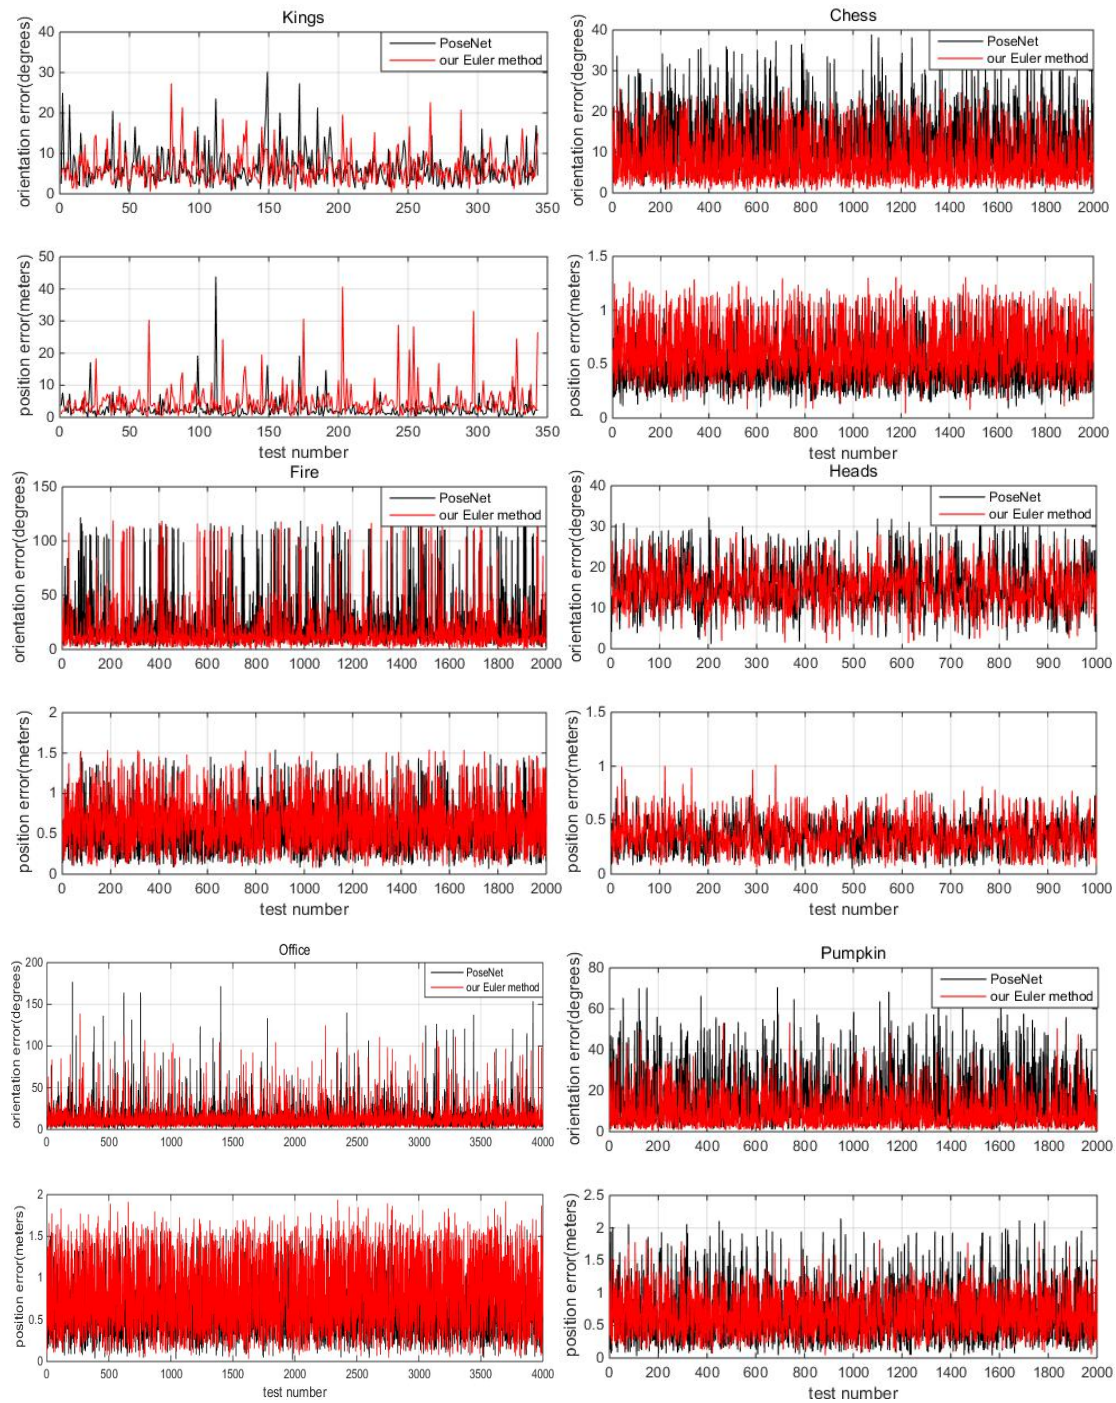 Kings
orientation error(degrees)
40
30
20
10
0
PoseNet
our Euler method
0 50 100 150 200 250 300 350
position error(meters)
50
40
30
20
10
0
0 50 100 150 200 250 300 350
test number
Chess
orientation error(degrees)
40
30
20
10
0
PoseNet
our Euler method
0 200 400 600 800 1000 1200 1400 1600 1800 2000
position error(meters)
1.5
1
0.5
0
0 200 400 600 800 1000 1200 1400 1600 1800 2000
test number
Fire
orientation error(degrees)
150
100
50
0
PoseNet
our Euler method
0 200 400 600 800 1000 1200 1400 1600 1800 2000
position error(meters)
2
1.5
1
0.5
0
0 200 400 600 800 1000 1200 1400 1600 1800 2000
test number
Heads
orientation error(degrees)
40
30
20
10
0
PoseNet
our Euler method
0 100 200 300 400 500 600 700 800 900 1000
position error(meters)
1.5
1
0.5
0
0 100 200 300 400 500 600 700 800 900 1000
test number
Office
orientation error(degrees)
200
150
100
50
0
PoseNet
our Euler method
0 500 1000 1500 2000 2500 3000 3500 4000
position error(meters)
2
1.5
1
0.5
0
0 500 1000 1500 2000 2500 3000 3500 4000
test number
Pumpkin
orientation error(degrees)
80
60
40
20
0
PoseNet
our Euler method
0 200 400 600 800 1000 1200 1400 1600 1800 2000
position error(meters)
2.5
2
1.5
1
0.5
0
0 200 400 600 800 1000 1200 1400 1600 1800 2000
test number